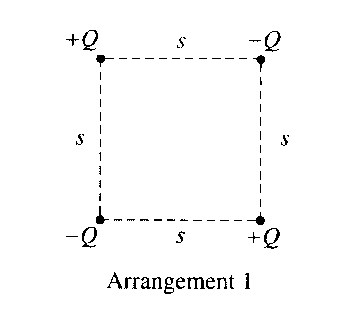 +Q s −Q
s s
−Q s +Q
Arrangement 1